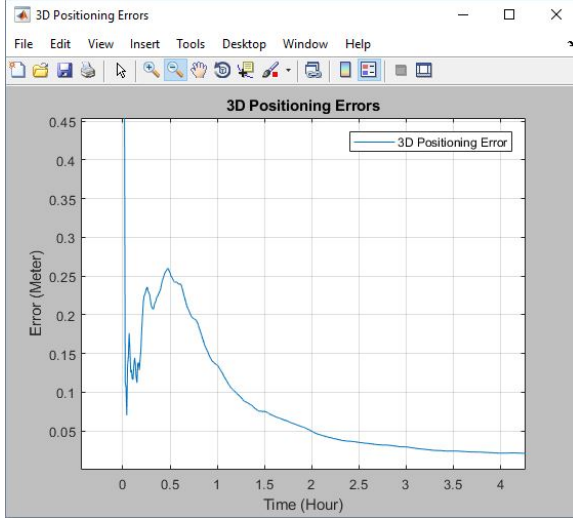 3D Positioning Errors
File Edit View Insert Tools Desktop Window Help
3D Positioning Errors
3D Positioning Error
Error (Meter)
0.45
0.4
0.35
0.3
0.25
0.2
0.15
0.1
0.05
0 0.5 1 1.5 2 2.5 3 3.5 4
Time (Hour)